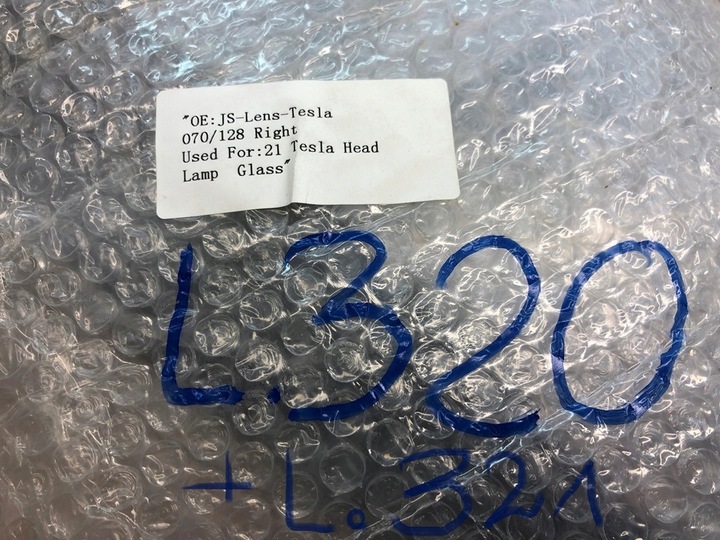 "OE:JS-Lens-Tesla
070/128 Right
Used For:21 Tesla Head
Lamp Glass"
L.320
+L.321